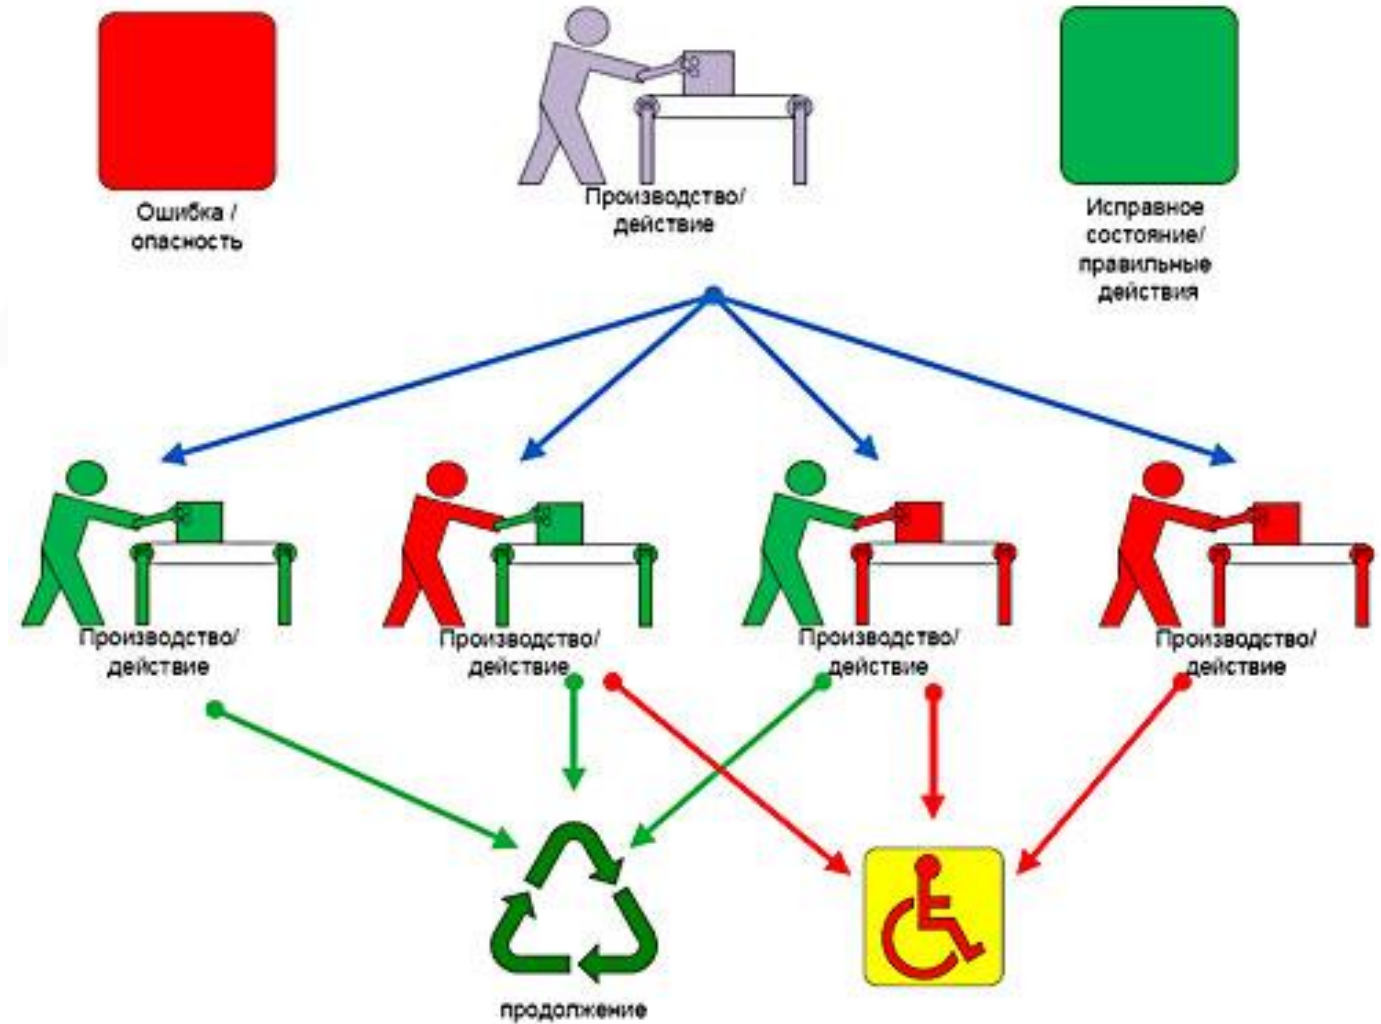 Ошибка /
опасность
Производство/
действие
Исправное
состояние/
правильные
действия
Производство/
действие
Производство/
действие
Производство/
действие
Производство/
действие
продолжение